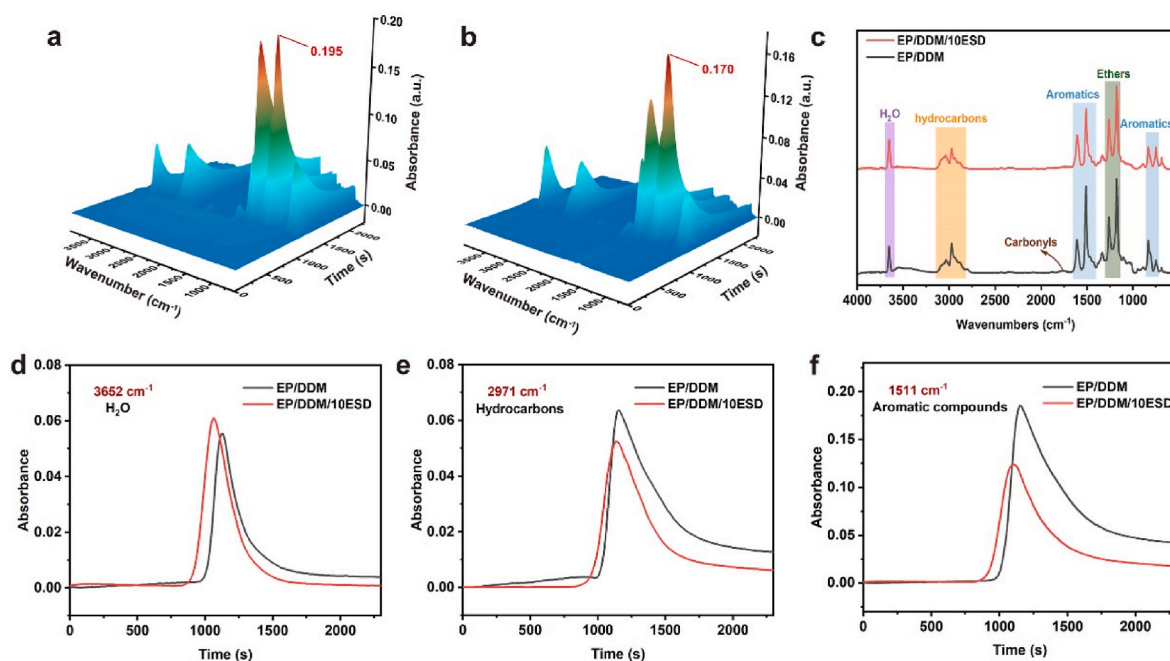 a
0.195
0.20
0.15
0.10
0.05
0.00
Absorbance (a.u.)
3500
3000
2500
2000
1500
1000
Wavenumber (cm⁻¹)
0
500
1000
1500
2000
Time (s)
b
0.170
0.16
0.12
0.08
0.04
0.00
Absorbance (a.u.)
3500
3000
2500
2000
1500
1000
Wavenumber (cm⁻¹)
0
500
1000
1500
2000
Time (s)
c
EP/DDM/10ESD
EP/DDM
H₂O
hydrocarbons
Aromatics
Ethers
Aromatics
Carbonyls
4000 3500 3000 2500 2000 1500 1000
Wavenumbers (cm⁻¹)
d
3652 cm⁻¹
H₂O
EP/DDM
EP/DDM/10ESD
0.08
0.06
0.04
0.02
0.00
Absorbance
0 500 1000 1500 2000
Time (s)
e
2971 cm⁻¹
Hydrocarbons
EP/DDM
EP/DDM/10ESD
0.08
0.06
0.04
0.02
0.00
Absorbance
0 500 1000 1500 2000
Time (s)
f
1511 cm⁻¹
Aromatic compounds
EP/DDM
EP/DDM/10ESD
0.20
0.15
0.10
0.05
0.00
Absorbance
0 500 1000 1500 2000
Time (s)